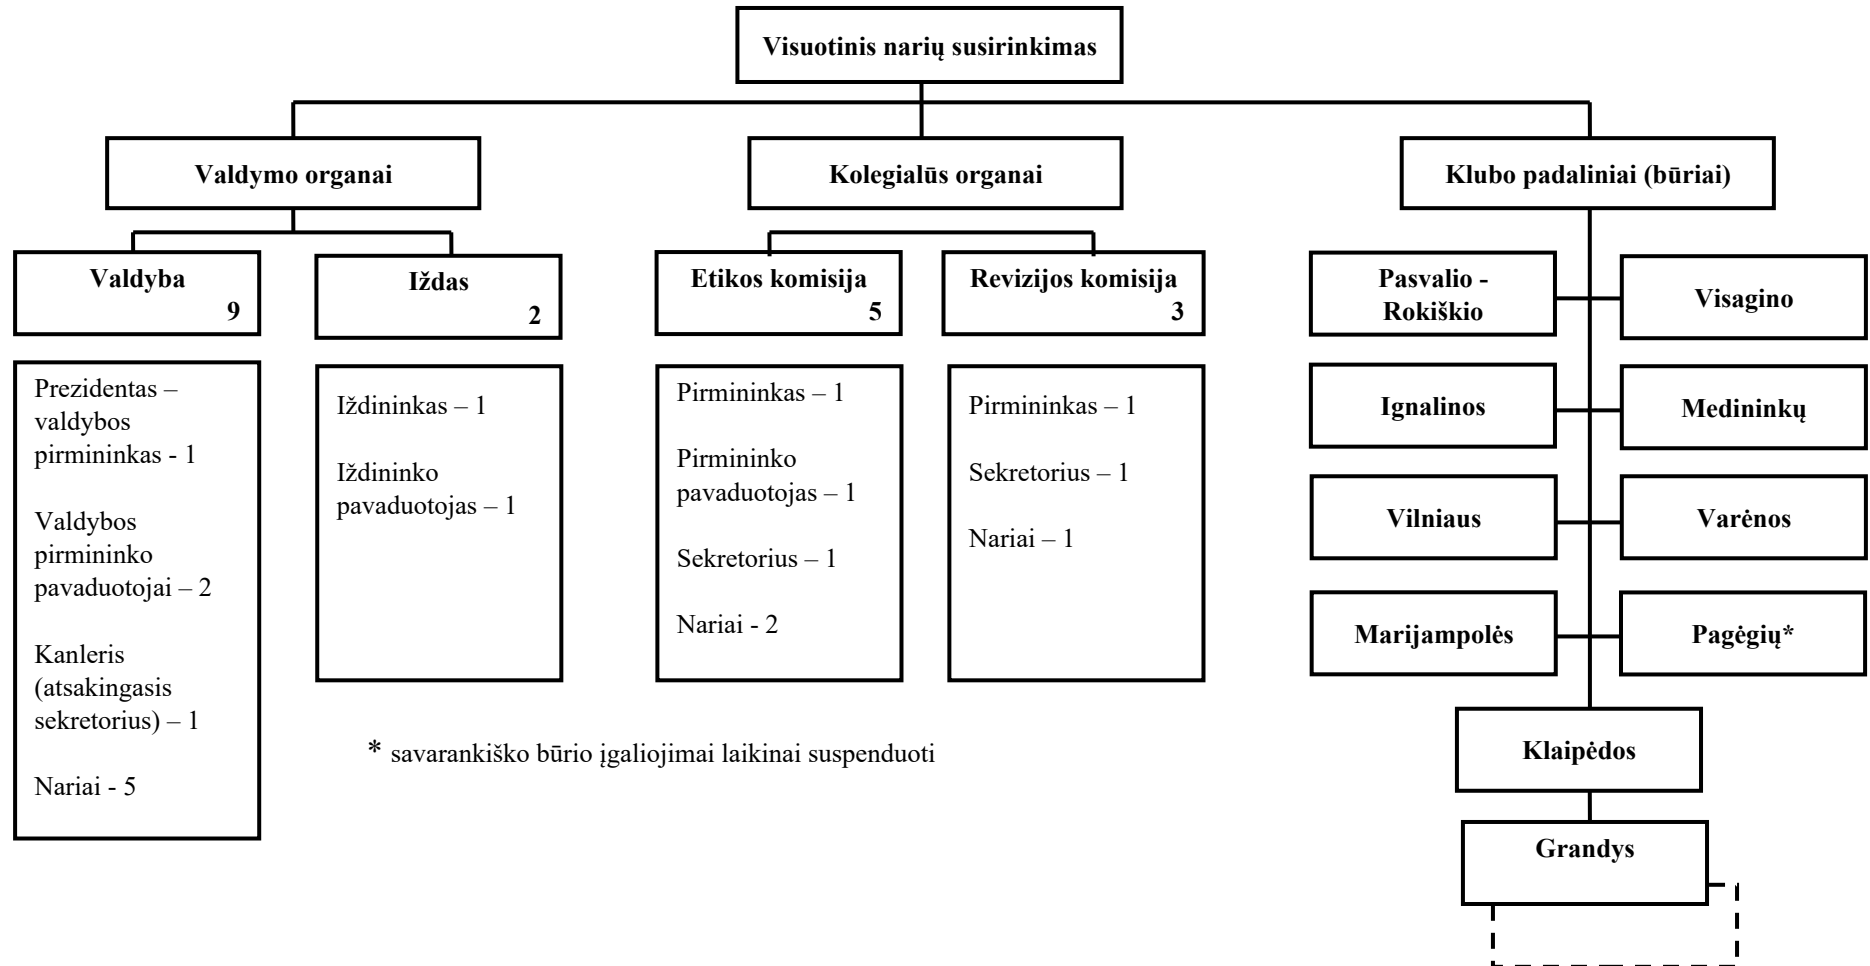 Visuotinis narių susirinkimas
Valdymo organai
Kolegialūs organai
Klubo padaliniai (būriai)
Valdyba
9
Iždas
2
Etikos komisija
5
Revizijos komisija
3
Prezidentas –
valdybos
pirmininkas - 1
Valdybos
pirmininko
pavaduotojai – 2
Kanleris
(atsakingasis
sekretorius) – 1
Nariai - 5
Iždininkas – 1
Iždininko
pavaduotojas – 1
Pirmininkas – 1
Pirmininko
pavaduotojas – 1
Sekretorius – 1
Nariai - 2
Pirmininkas – 1
Sekretorius – 1
Nariai – 1
Pasvalio -
Rokiškio
Visagino
Ignalinos
Medininkų
Vilniaus
Varėnos
Marijampolės
Pagėgių*
Klaipėdos
Grandys
* savarankiško būrio įgaliojimai laikinai suspenduoti